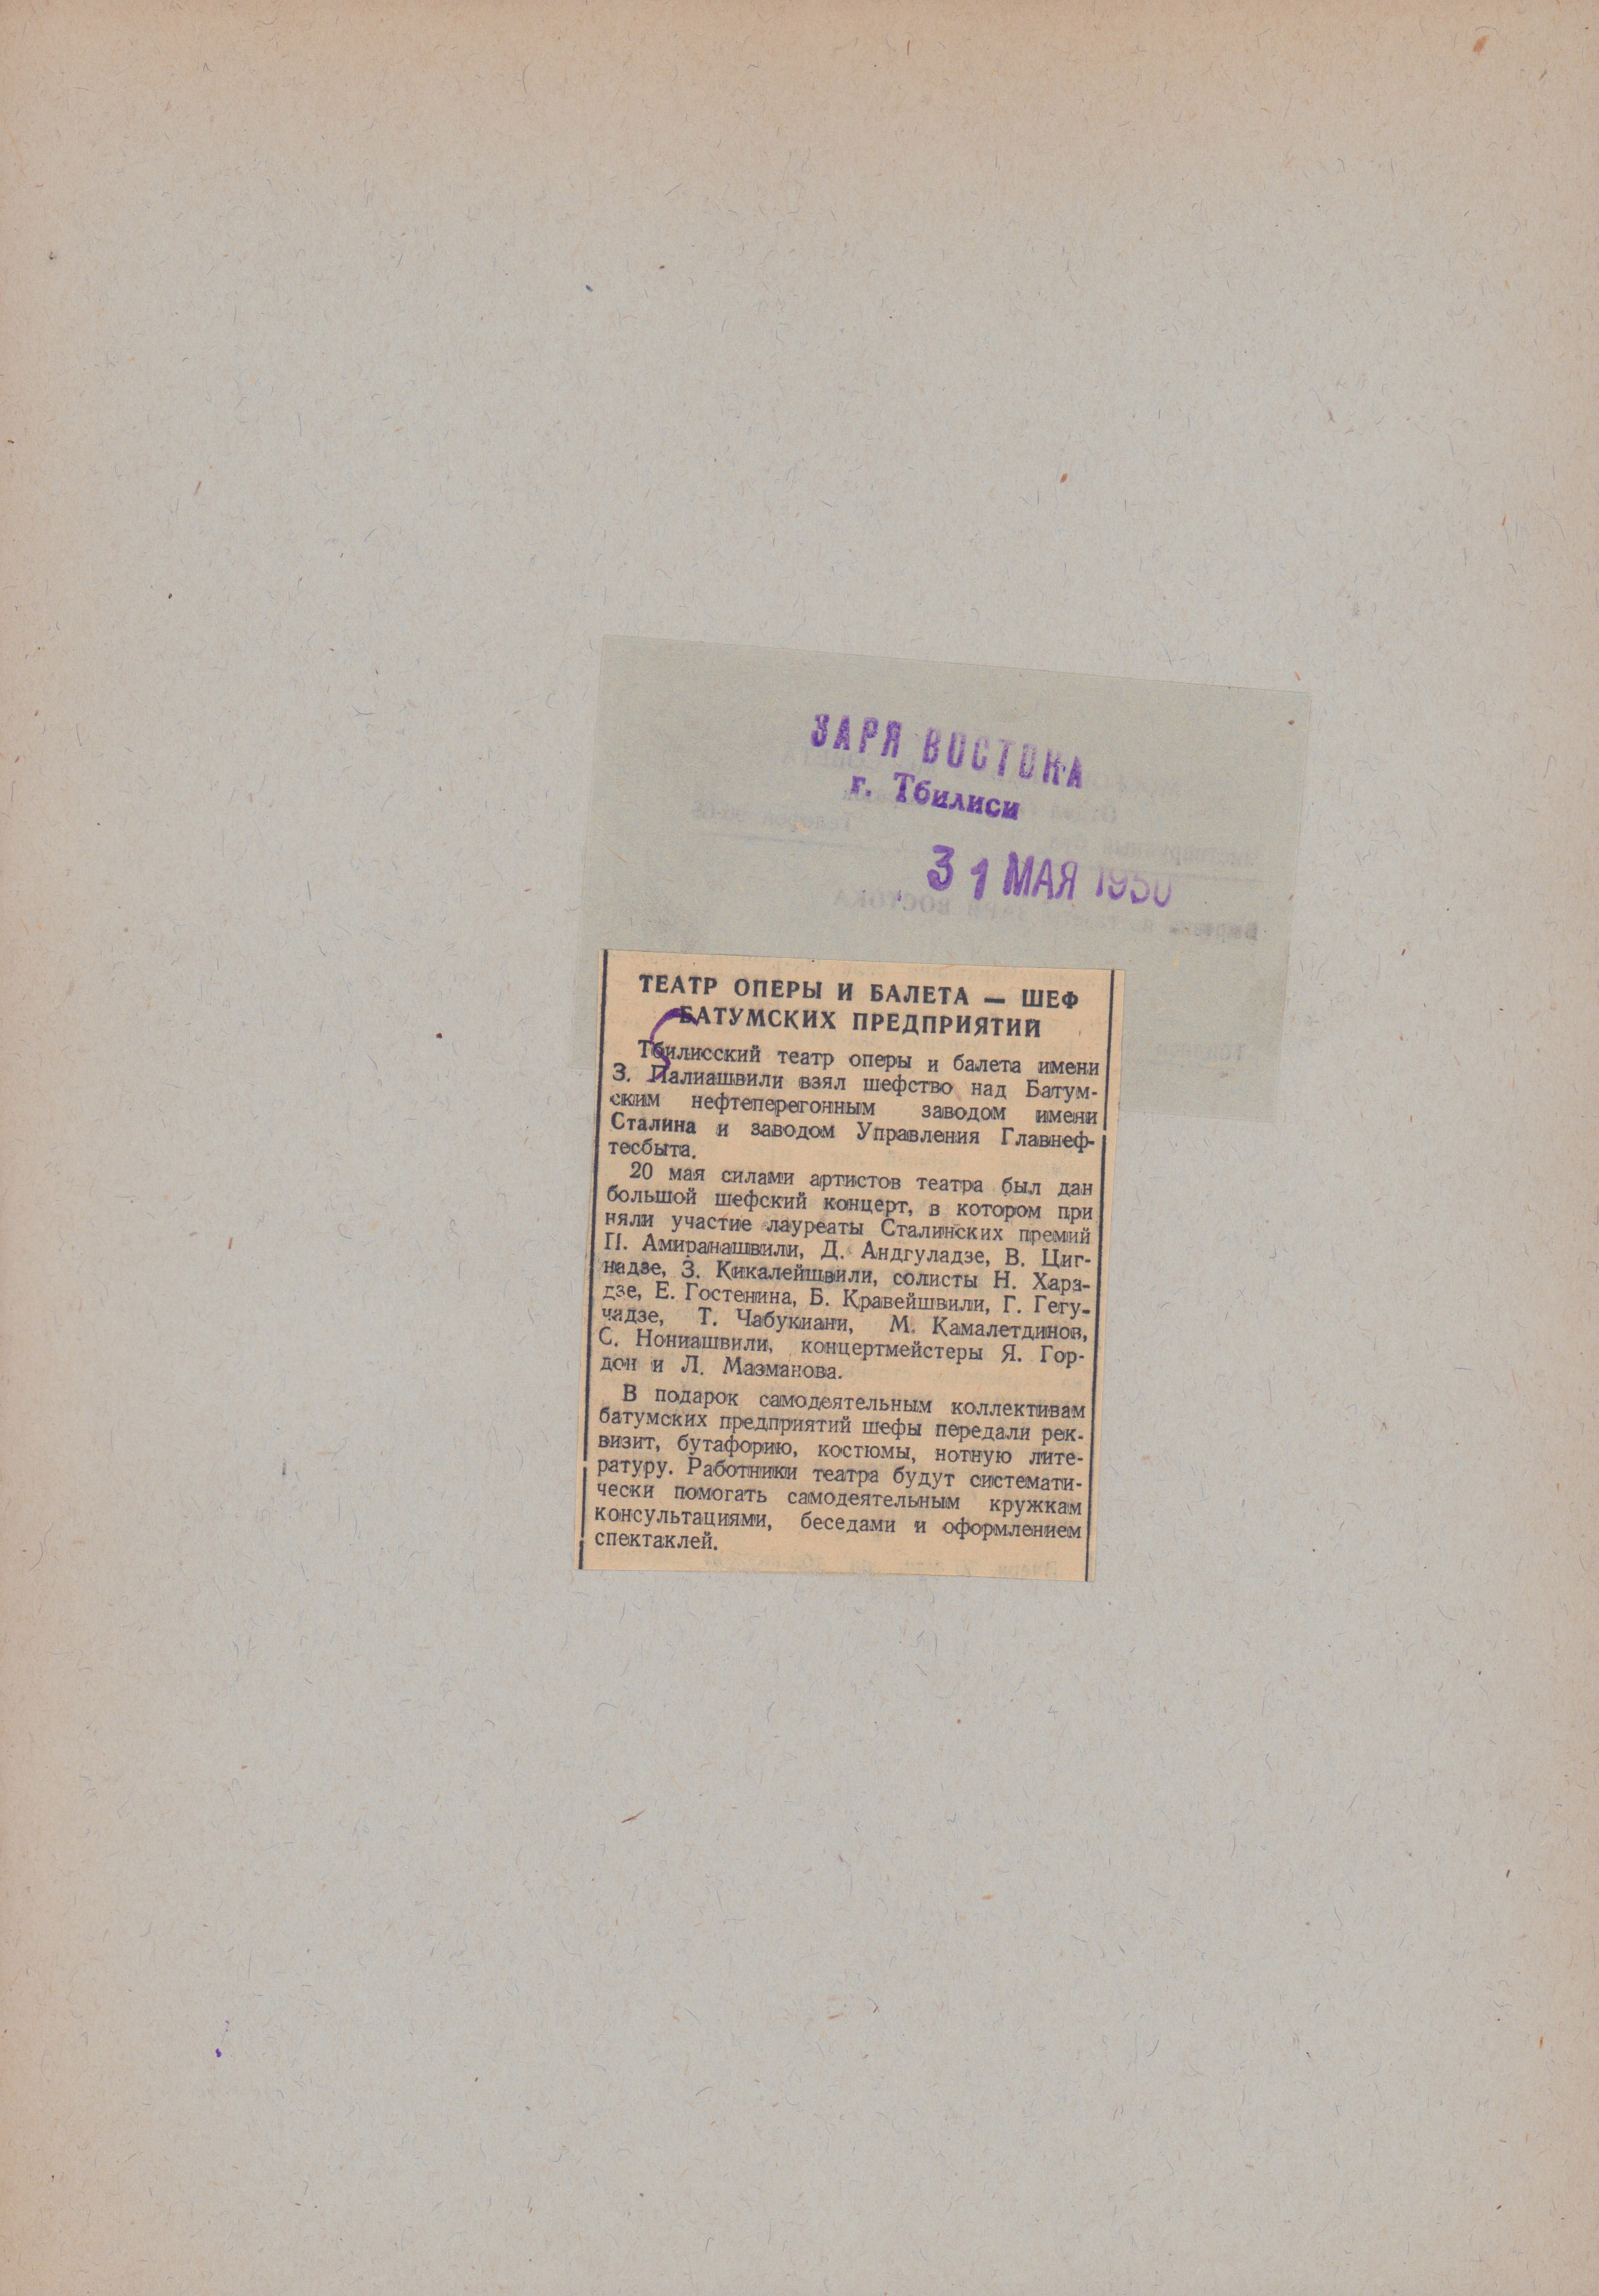 ЗАРЯ ВОСТОКА
г. Тбилиси
31 МАЯ 1950
ТЕАТР ОПЕРЫ И БАЛЕТА — ШЕФ
БАТУМСКИХ ПРЕДПРИЯТИЙ
Тбилисский театр оперы и балета имени
З. Палиашвили взял шефство над Батум-
ским нефтеперегонным заводом имени
Сталина и заводом Управления Главнеф-
тесбыта.
20 мая силами артистов театра был дан
большой шефский концерт, в котором при
няли участие лауреаты Сталинских премий
П. Амиранашвили, Д. Андгуладзе, В. Циг-
надзе, З. Кикалейшвили, солисты Н. Хара-
дзе, Е. Гостенина, Б. Кравейшвили, Г. Гегу-
чадзе, Т. Чабукиани, М. Камалетдинов,
С. Нониашвили, концертмейстеры Я. Гор-
дон и Л. Мазманова.
В подарок самодеятельным коллективам
батумских предприятий шефы передали рек-
визит, бутафорию, костюмы, нотную лите-
ратуру. Работники театра будут системати-
чески помогать самодеятельным кружкам
консультациями, беседами и оформлением
спектаклей.